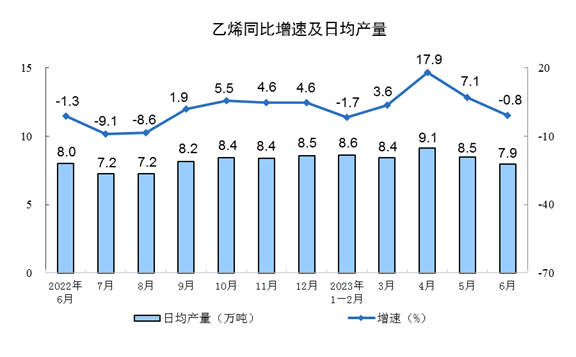 乙烯同比增速及日均产量
15
10
5
0
20
-10
-40
-70
-1.3
-9.1
-8.6
1.9
5.5
4.6
4.6
-1.7
3.6
17.9
7.1
-0.8
8.0
7.2
7.2
8.2
8.4
8.4
8.5
8.6
8.4
9.1
8.5
7.9
2022年
6月
7月
8月
9月
10月
11月
12月
2023年
1—2月
3月
4月
5月
6月
日均产量（万吨）
增速（%）